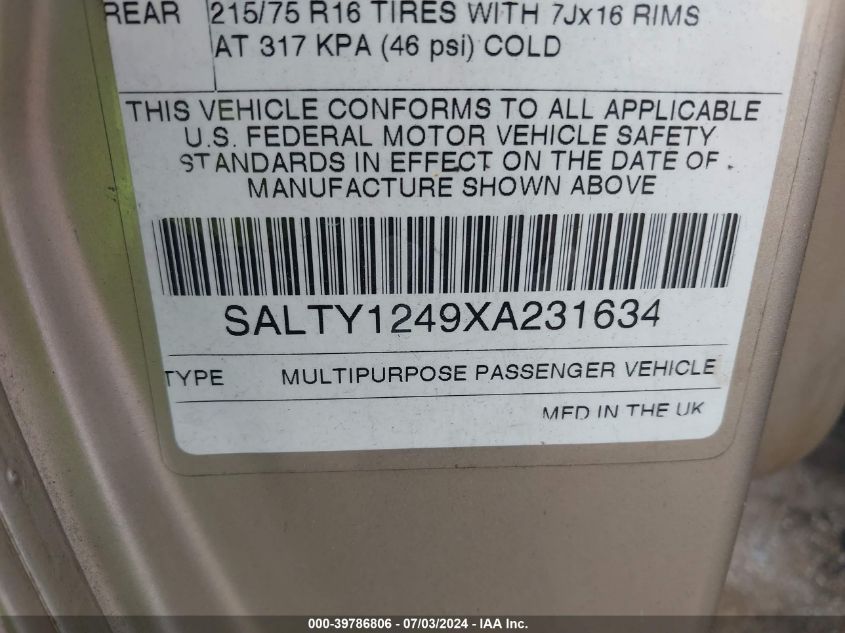 REAR 215/75 R16 TIRES WITH 7Jx16 RIMS
AT 317 KPA (46 psi) COLD
THIS VEHICLE CONFORMS TO ALL APPLICABLE
U.S. FEDERAL MOTOR VEHICLE SAFETY
STANDARDS IN EFFECT ON THE DATE OF
MANUFACTURE SHOWN ABOVE
SALTY1249XA231634
TYPE MULTIPURPOSE PASSENGER VEHICLE
MFD IN THE UK
000-39786806 / 07/03/2024 - IAA Inc.